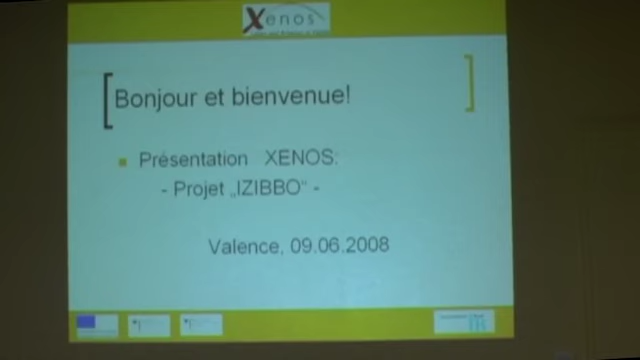 Xenos
Bonjour et bienvenue!
Présentation XENOS:
- Projet „IZIBBO“ -
Valence, 09.06.2008